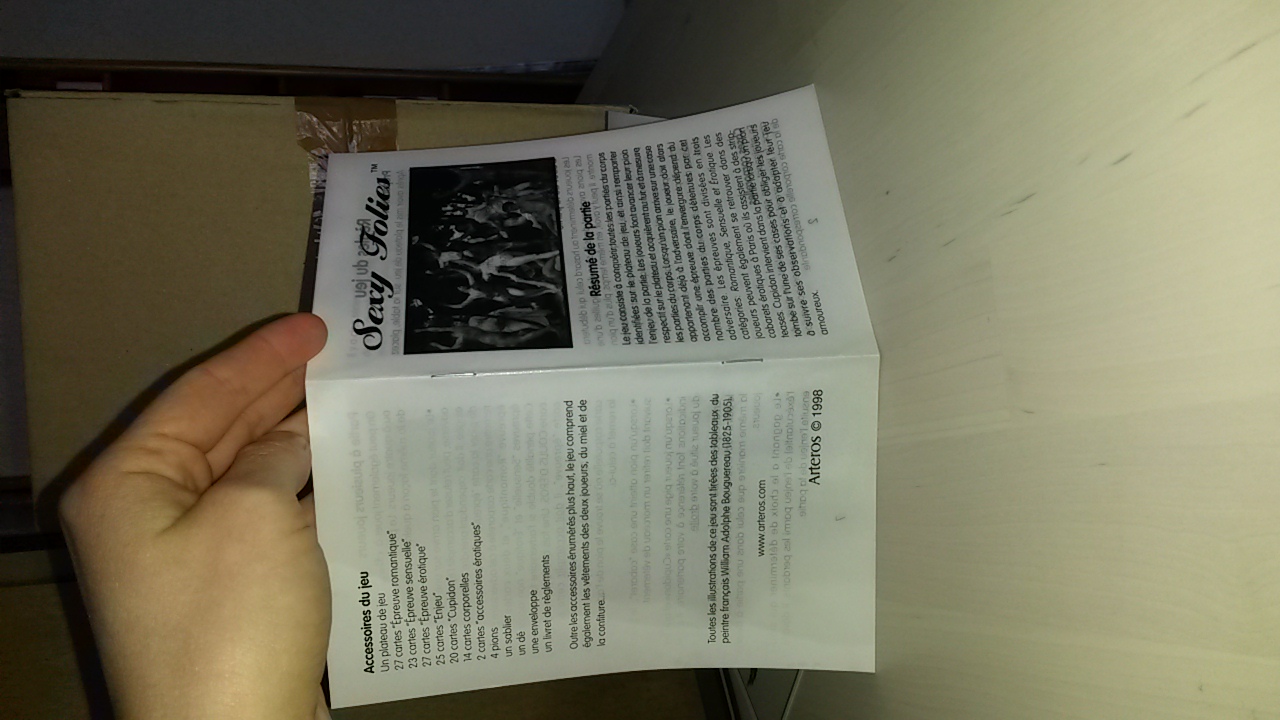 Accessoires du jeu
Un plateau de jeu
27 cartes "Épreuve romantique"
23 cartes "Épreuve sensuelle"
27 cartes "Épreuve érotique"
25 cartes "Enjeu"
20 cartes "Cupidon"
14 cartes corporelles
2 cartes "accessoires érotiques"
4 pions
un sablier
un dé
une enveloppe
un livret de règlements
Outre les accessoires énumérés plus haut, le jeu comprend
également les vêtements des deux joueurs, du miel et de
la confiture...
Toutes les illustrations de ce jeu sont tirées des tableaux du
peintre français William Adolphe Bouguereau (1825-1905).
www.arteros.com
Arteros © 1998
Sexy Folies™
Résumé de la partie
Le jeu consiste à conquérir toutes les parties du corps
identifiées sur le plateau de jeu, et ainsi remporter
l'enjeu de la partie. Les joueurs font avancer leur pion
respectif sur le plateau et acquièrent au fur et à mesure
les parties du corps. Lorsqu'un pion arrive sur une case
appartenant déjà à l'adversaire, le joueur doit alors
accomplir une épreuve dont l'envergure dépend du
nombre des parties du corps détenues par cet
adversaire. Les épreuves sont divisées en trois
catégories: Romantique, Sensuelle et Érotique. Les
joueurs peuvent également se retrouver dans des
cabarets érotiques à Paris où ils assistent à des strip-
teases. Cupidon intervient dans la partie lorsqu'un pion
tombe sur l'une de ses cases pour obliger les joueurs
à suivre ses observations et à adapter leur jeu
amoureux.